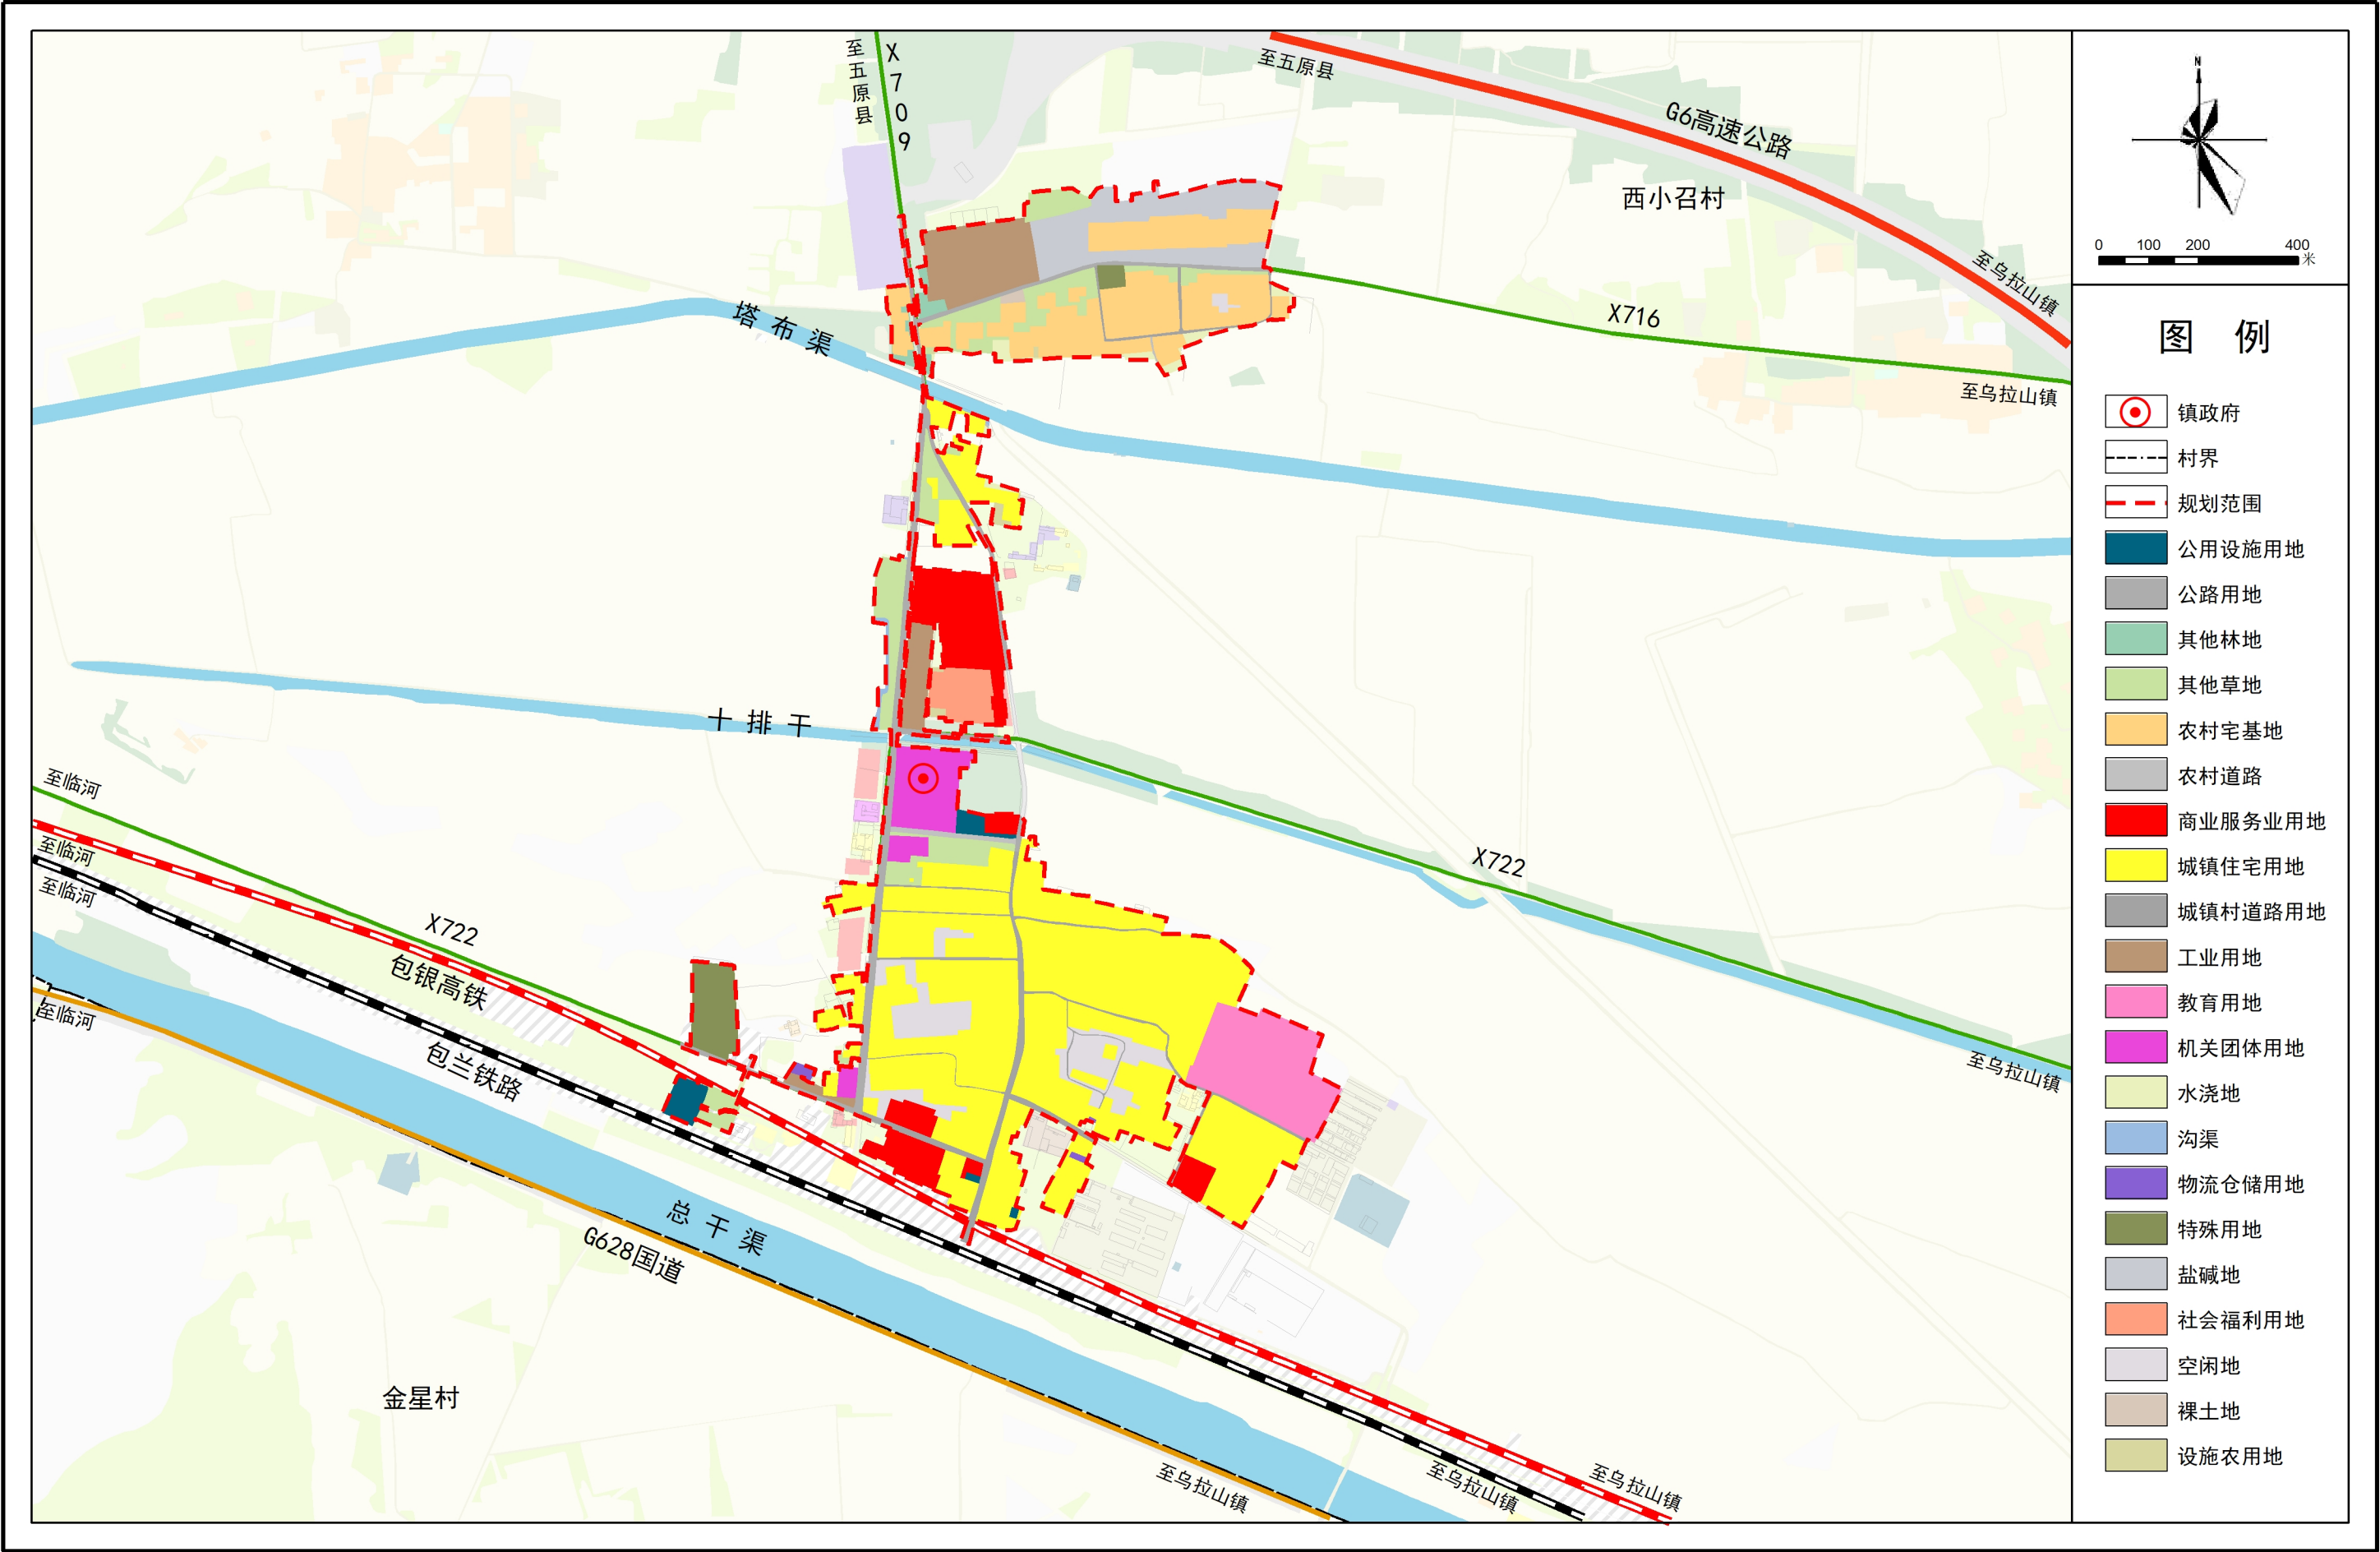 至五原县
X709
至五原县
G6高速公路
西小召村
至乌拉山镇
X716
至乌拉山镇
塔布渠
十排干
至临河
至临河
至临河
至临河
X722
包银高铁
包兰铁路
X722
至乌拉山镇
总干渠
G628国道
金星村
至乌拉山镇
至乌拉山镇
至乌拉山镇
N
0 100 200 400
米
图 例
镇政府
村界
规划范围
公用设施用地
公路用地
其他林地
其他草地
农村宅基地
农村道路
商业服务业用地
城镇住宅用地
城镇村道路用地
工业用地
教育用地
机关团体用地
水浇地
沟渠
物流仓储用地
特殊用地
盐碱地
社会福利用地
空闲地
裸土地
设施农用地